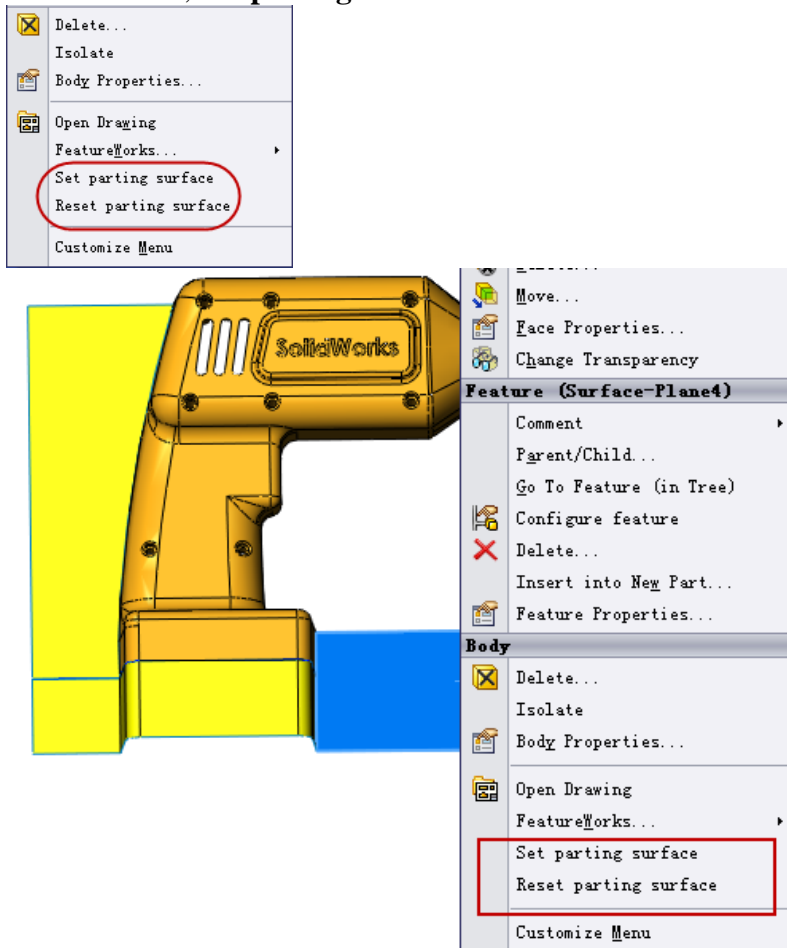 Delete...
Isolate
Body Properties...
Open Drawing
FeatureWorks...
Set parting surface
Reset parting surface
Customize Menu
SolidWorks
Move...
Face Properties...
Change Transparency
Feature (Surface-Plane4)
Comment
Parent/Child...
Go To Feature (in Tree)
Configure feature
Delete...
Insert into New Part...
Feature Properties...
Body
Delete...
Isolate
Body Properties...
Open Drawing
FeatureWorks...
Set parting surface
Reset parting surface
Customize Menu